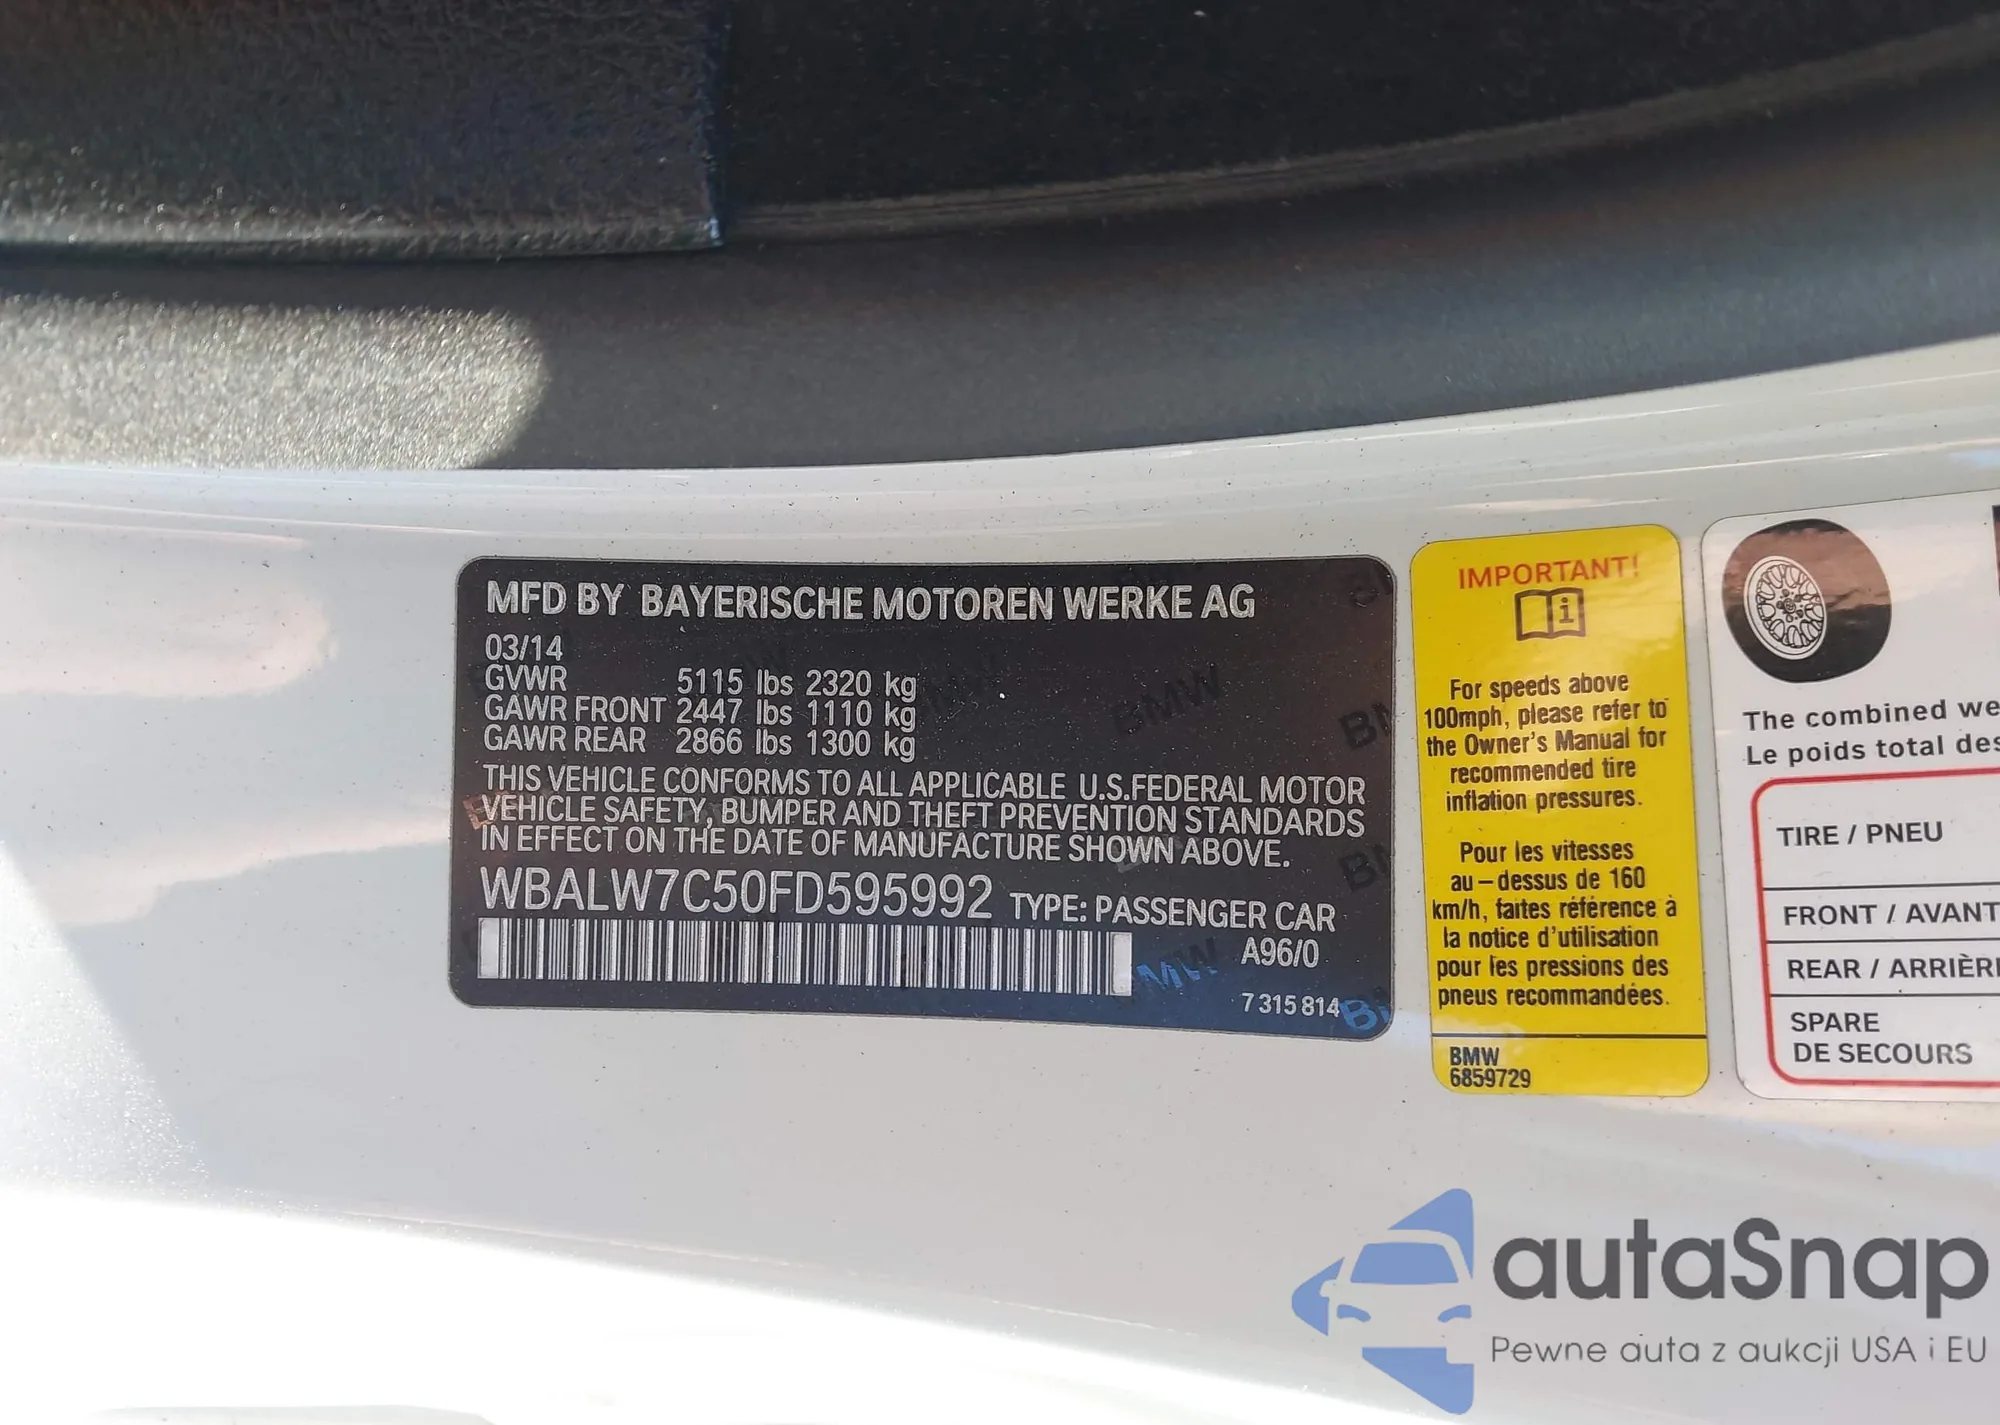 MFD BY BAYERISCHE MOTOREN WERKE AG
03/14
GVWR 5115 lbs 2320 kg
GAWR FRONT 2447 lbs 1110 kg
GAWR REAR 2866 lbs 1300 kg
THIS VEHICLE CONFORMS TO ALL APPLICABLE U.S.FEDERAL MOTOR
VEHICLE SAFETY, BUMPER AND THEFT PREVENTION STANDARDS
IN EFFECT ON THE DATE OF MANUFACTURE SHOWN ABOVE.
WBALW7C50FD595992 TYPE: PASSENGER CAR
A96/0
7 315 814
IMPORTANT!
For speeds above
100mph, please refer to
the Owner's Manual for
recommended tire
inflation pressures.
Pour les vitesses
au-dessus de 160
km/h, faites référence à
la notice d'utilisation
pour les pressions des
pneus recommandées.
BMW
6859729
The combined we
Le poids total des
TIRE / PNEU
FRONT / AVANT
REAR / ARRIÈR
SPARE
DE SECOURS
autaSnap
Pewne auta z aukcji USA i EU